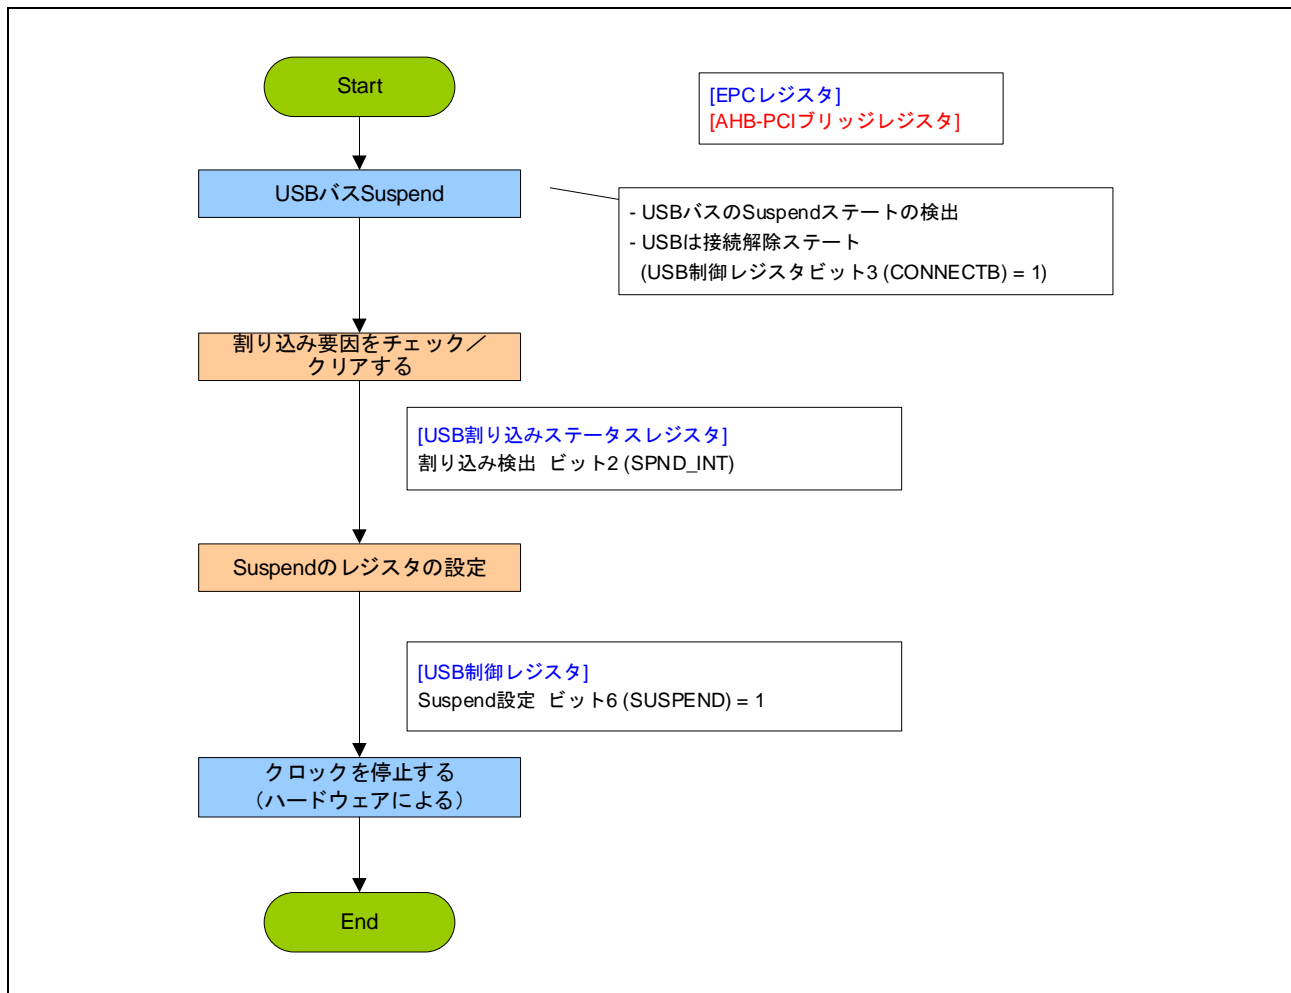 Start
[EPCレジスタ]
[AHB-PCIブリッジレジスタ]
USBバスSuspend
- USBバスのSuspendステートの検出
- USBは接続解除ステート
(USB制御レジスタビット3 (CONNECTB) = 1)
割り込み要因をチェック／
クリアする
[USB割り込みステータスレジスタ]
割り込み検出 ビット2 (SPND_INT)
Suspendのレジスタの設定
[USB制御レジスタ]
Suspend設定 ビット6 (SUSPEND) = 1
クロックを停止する
（ハードウェアによる）
End